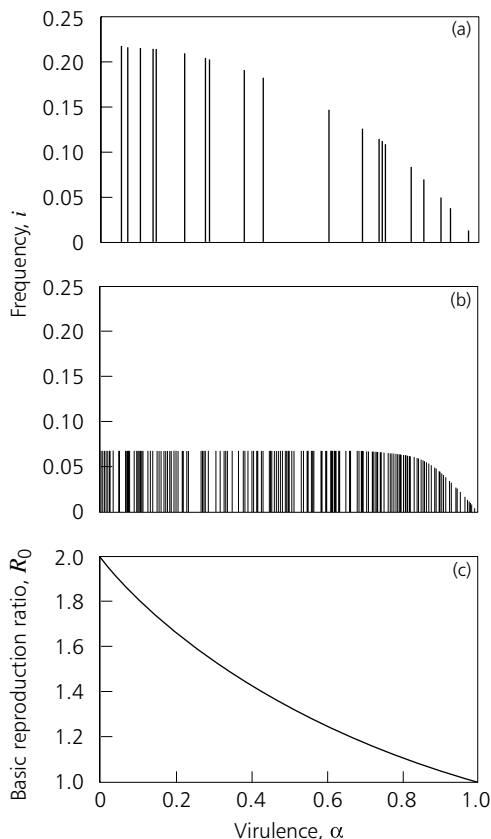 0.25
(a)
0.20
0.15
0.10
0.05
0
Frequency, i
0.25
(b)
0.20
0.15
0.10
0.05
0
2.0
(c)
1.8
1.6
1.4
1.2
1.0
Basic reproduction ratio, R0
0 0.2 0.4 0.6 0.8 1.0
Virulence, α